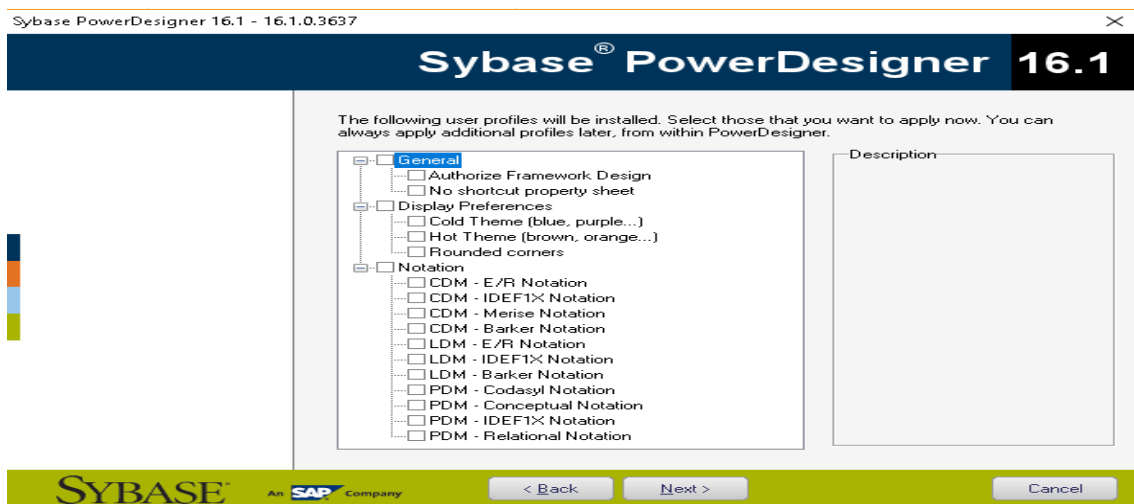 Sybase PowerDesigner 16.1 - 16.1.0.3637
Sybase® PowerDesigner 16.1
The following user profiles will be installed. Select those that you want to apply now. You can
always apply additional profiles later, from within PowerDesigner.
General
Authorize Framework Design
No shortcut property sheet
Display Preferences
Cold Theme (blue, purple...)
Hot Theme (brown, orange...)
Rounded corners
Notation
CDM - E/R Notation
CDM - IDEF1X Notation
CDM - Merise Notation
CDM - Barker Notation
LDM - E/R Notation
LDM - IDEF1X Notation
LDM - Barker Notation
PDM - Codasyl Notation
PDM - Conceptual Notation
PDM - IDEF1X Notation
PDM - Relational Notation
Description
SYBASE An SAP Company
< Back Next > Cancel